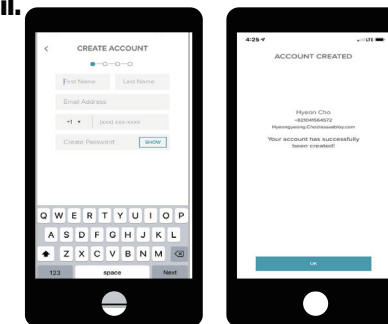 II.
CREATE ACCOUNT
First Name Last Name
Email Address
+1 (xxx) xxx-xxxx
Create Password SHOW
Q W E R T Y U I O P
A S D F G H J K L
Z X C V B N M
123 space Next
4:25 LTE
ACCOUNT CREATED
Hyeon Cho
Your account has successfully
been created!
OK